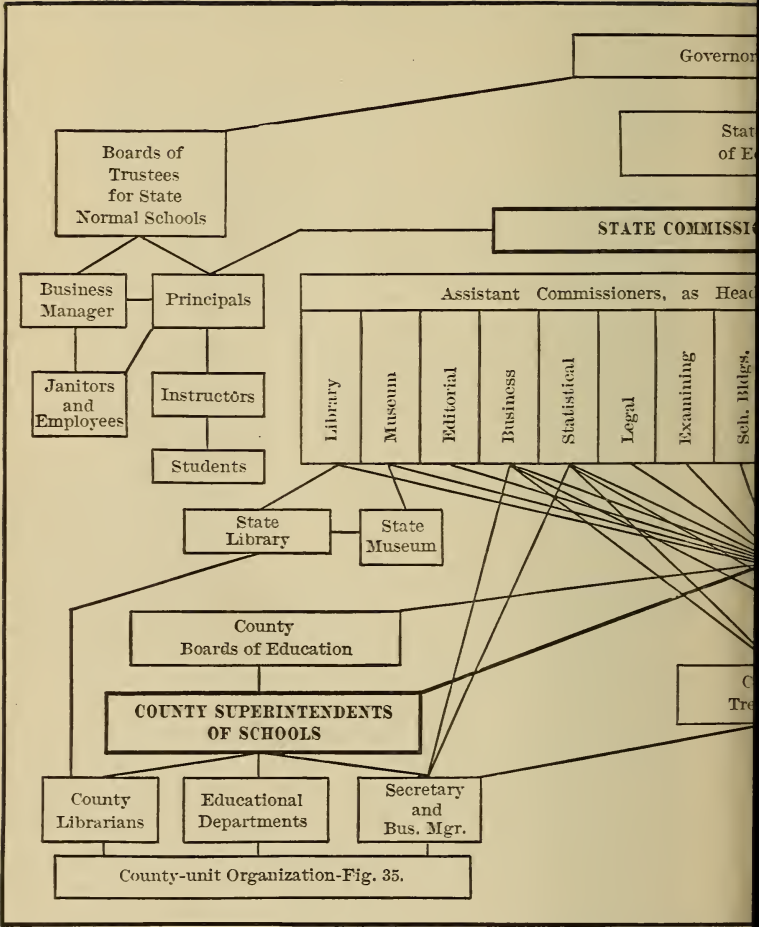 Governor
Stat
of E
Boards of
Trustees
for State
Normal Schools
STATE COMMISSI
Business
Manager
Principals
Assistant Commissioners, as Head
Janitors
and
Employees
Instructors
Students
Library
Museum
Editorial
Business
Statistical
Legal
Examining
Sch. Bldgs.
State
Library
State
Museum
County
Boards of Education
C
Tre
COUNTY SUPERINTENDENTS
OF SCHOOLS
County
Librarians
Educational
Departments
Secretary
and
Bus. Mgr.
County-unit Organization-Fig. 35.